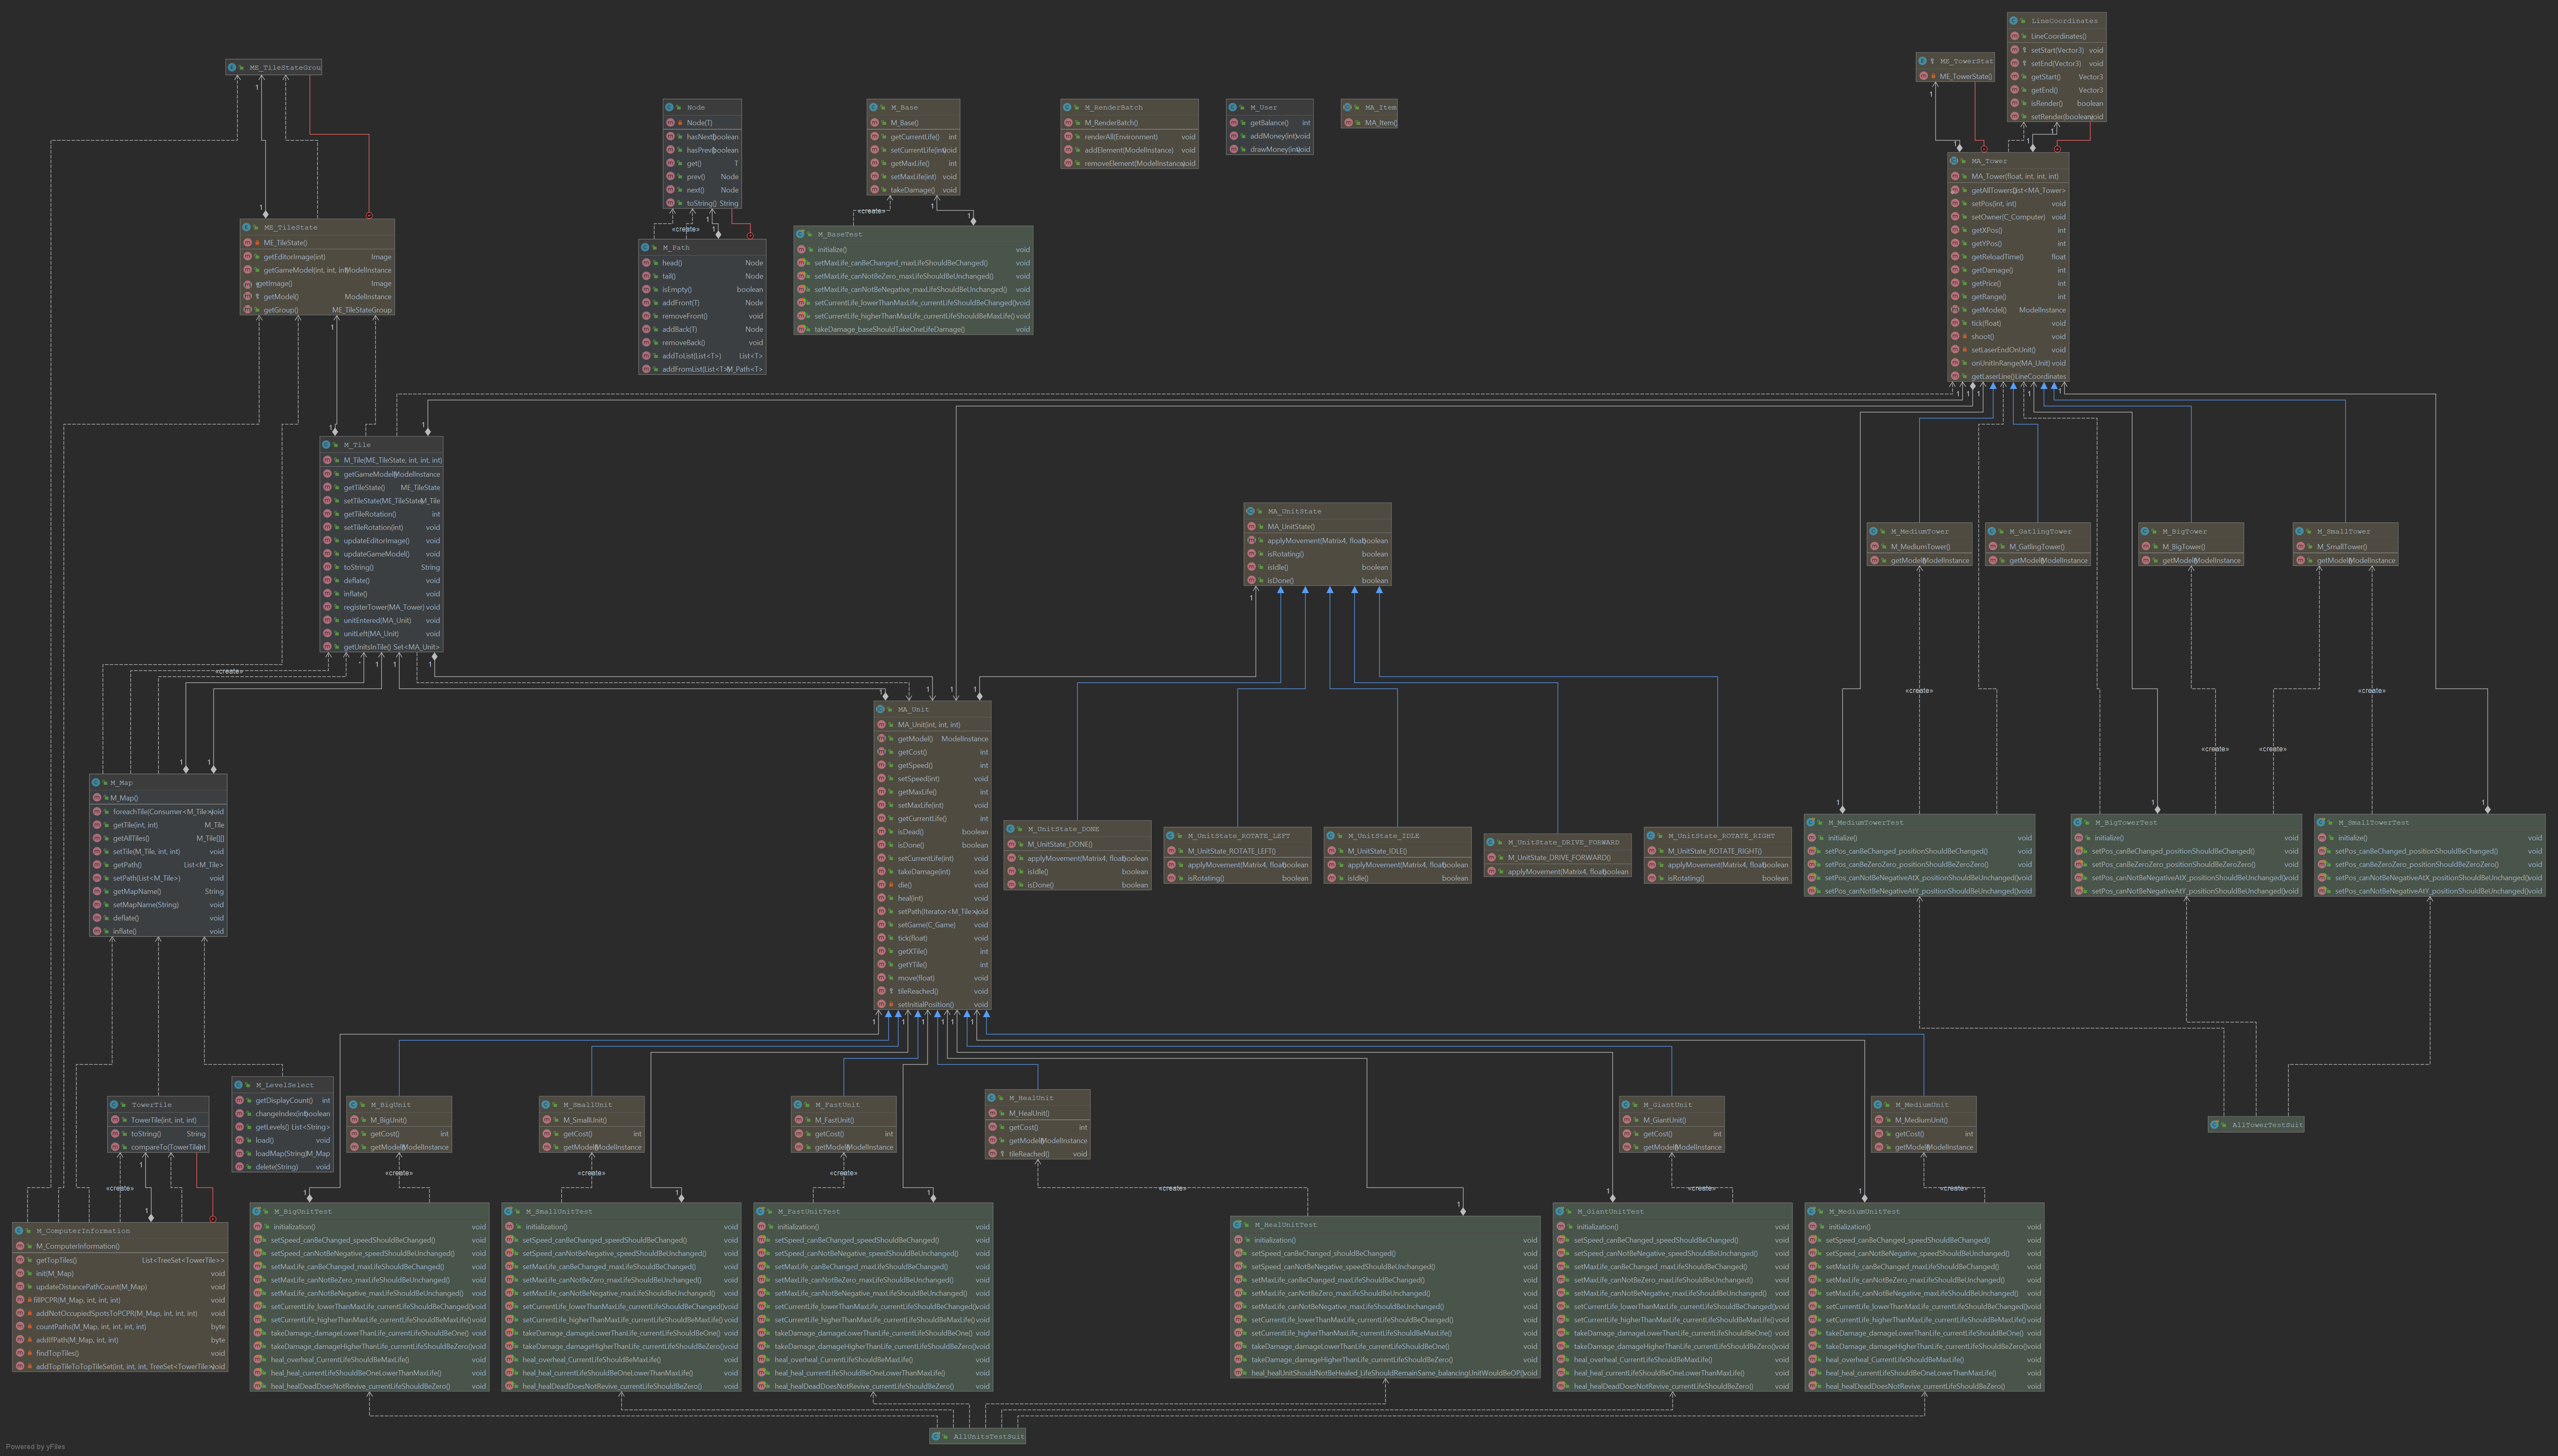 ME_TileStateGrou
ME_TileState
ME_TileState()
getEditorImage(int) Image
getGameModel(int, int, int) ModelInstance
getImage() Image
getModel() ModelInstance
getGroup() ME_TileStateGroup
Node
Node(T)
hasNext() boolean
hasPrev() boolean
get() T
prev() Node
next() Node
toString() String
«create»
M_Path
head() Node
tail() Node
isEmpty() boolean
addFront(T) Node
removeFront() void
addBack(T) Node
removeBack() void
addToList(List<T>) List<T>
addFromList(List<T>) M_Path<T>
M_Base
M_Base()
getCurrentLife() int
setCurrentLife(int) void
getMaxLife() int
setMaxLife(int) void
takeDamage() void
«create»
M_BaseTest
initialize() void
setMaxLife_canBeChanged_maxLifeShouldBeChanged() void
setMaxLife_canNotBeZero_maxLifeShouldBeUnchanged() void
setMaxLife_canNotBeNegative_maxLifeShouldBeUnchanged() void
setCurrentLife_lowerThanMaxLife_currentLifeShouldBeChanged() void
setCurrentLife_higherThanMaxLife_currentLifeShouldBeMaxLife() void
takeDamage_baseShouldTakeOneLifeDamage() void
M_RenderBatch
M_RenderBatch()
renderAll(Environment) void
addElement(ModelInstance) void
removeElement(ModelInstance) void
M_User
getBalance() int
addMoney(int) void
drawMoney(int) void
MA_Item
MA_Item()
ME_TowerStat
ME_TowerState()
LineCoordinates
LineCoordinates()
setStart(Vector3) void
setEnd(Vector3) void
getStart() Vector3
getEnd() Vector3
isRender() boolean
setRender(boolean) void
MA_Tower
MA_Tower(float, int, int, int)
getAllTowers() List<MA_Tower>
setPos(int, int) void
setOwner(C_Computer) void
getXPos() int
getYPos() int
getReloadTime() float
getDamage() int
getPrice() int
getRange() int
getModel() ModelInstance
tick(float) void
shoot() void
setLaserEndOnUnit() void
onUnitInRange(MA_Unit) void
getLaserLine() LineCoordinates
M_Tile
M_Tile(ME_TileState, int, int, int)
getGameModel() ModelInstance
getTileState() ME_TileState
setTileState(ME_TileState) M_Tile
getTileRotation() int
setTileRotation(int) void
updateEditorImage() void
updateGameModel() void
toString() String
deflate() void
inflate() void
registerTower(MA_Tower) void
unitEntered(MA_Unit) void
unitLeft(MA_Unit) void
getUnitsInTile() Set<MA_Unit>
«create»
MA_UnitState
MA_UnitState()
applyMovement(Matrix4, float) boolean
isRotating() boolean
isIdle() boolean
isDone() boolean
M_MediumTower
M_MediumTower()
getModel() ModelInstance
M_GatlingTower
M_GatlingTower()
getModel() ModelInstance
M_BigTower
M_BigTower()
getModel() ModelInstance
M_SmallTower
M_SmallTower()
getModel() ModelInstance
«create»
«create»
«create»
«create»
M_Map
M_Map()
foreachTile(Consumer<M_Tile>) void
getTile(int, int) M_Tile
getAllTiles() M_Tile[][]
setTile(M_Tile, int, int) void
getPath() List<M_Tile>
setPath(List<M_Tile>) void
getMapName() String
setMapName(String) void
deflate() void
inflate() void
MA_Unit
MA_Unit(int, int, int)
getModel() ModelInstance
getCost() int
getSpeed() int
setSpeed(int) void
getMaxLife() int
setMaxLife(int) void
getCurrentLife() int
isDead() boolean
isDone() boolean
setCurrentLife(int) void
takeDamage(int) void
die() void
heal(int) void
setPath(Iterator<M_Tile>) void
setGame(C_Game) void
tick(float) void
getXTile() int
getYTile() int
move(float) void
tileReached() void
setInitialPosition() void
M_UnitState_DONE
M_UnitState_DONE()
applyMovement(Matrix4, float) boolean
isIdle() boolean
isDone() boolean
M_UnitState_ROTATE_LEFT
M_UnitState_ROTATE_LEFT()
applyMovement(Matrix4, float) boolean
isRotating() boolean
M_UnitState_IDLE
M_UnitState_IDLE()
applyMovement(Matrix4, float) boolean
isIdle() boolean
M_UnitState_DRIVE_FORWARD
M_UnitState_DRIVE_FORWARD()
applyMovement(Matrix4, float) boolean
M_UnitState_ROTATE_RIGHT
M_UnitState_ROTATE_RIGHT()
applyMovement(Matrix4, float) boolean
isRotating() boolean
M_MediumTowerTest
initialize() void
setPos_canBeChanged_positionShouldBeChanged() void
setPos_canBeZeroZero_positionShouldBeZeroZero() void
setPos_canNotBeNegativeAtX_positionShouldBeUnchanged() void
setPos_canNotBeNegativeAtY_positionShouldBeUnchanged() void
M_BigTowerTest
initialize() void
setPos_canBeChanged_positionShouldBeChanged() void
setPos_canBeZeroZero_positionShouldBeZeroZero() void
setPos_canNotBeNegativeAtX_positionShouldBeUnchanged() void
setPos_canNotBeNegativeAtY_positionShouldBeUnchanged() void
M_SmallTowerTest
initialize() void
setPos_canBeChanged_positionShouldBeChanged() void
setPos_canBeZeroZero_positionShouldBeZeroZero() void
setPos_canNotBeNegativeAtX_positionShouldBeUnchanged() void
setPos_canNotBeNegativeAtY_positionShouldBeUnchanged() void
AllTowerTestSuit
TowerTile
TowerTile(int, int, int)
toString() String
compareTo(TowerTile) int
«create»
M_LevelSelect
getDisplayCount() int
changeIndex(int) boolean
getLevels() List<String>
load() void
loadMap(String) M_Map
delete(String) void
M_BigUnit
M_BigUnit()
getCost() int
getModel() ModelInstance
«create»
M_SmallUnit
M_SmallUnit()
getCost() int
getModel() ModelInstance
«create»
M_FastUnit
M_FastUnit()
getCost() int
getModel() ModelInstance
«create»
M_HealUnit
M_HealUnit()
getCost() int
getModel() ModelInstance
tileReached() void
«create»
M_GiantUnit
M_GiantUnit()
getCost() int
getModel() ModelInstance
«create»
M_MediumUnit
M_MediumUnit()
getCost() int
getModel() ModelInstance
«create»
M_ComputerInformation
M_ComputerInformation()
getTopTiles() List<TreeSet<TowerTile>>
init(M_Map) void
updateDistancePathCount(M_Map) void
fillPCPR(M_Map, int, int, int) void
addNotOccupiedSpotsToPCPR(M_Map, int, int, int) void
countPaths(M_Map, int, int, int, int) byte
addIfPath(M_Map, int, int) byte
findTopTiles() void
addTopTileToTopTileSet(int, int, int, TreeSet<TowerTile>) void
M_BigUnitTest
initialization() void
setSpeed_canBeChanged_speedShouldBeChanged() void
setSpeed_canNotBeNegative_speedShouldBeUnchanged() void
setMaxLife_canBeChanged_maxLifeShouldBeChanged() void
setMaxLife_canNotBeZero_maxLifeShouldBeUnchanged() void
setMaxLife_canNotBeNegative_maxLifeShouldBeUnchanged() void
setCurrentLife_lowerThanMaxLife_currentLifeShouldBeChanged() void
setCurrentLife_higherThanMaxLife_currentLifeShouldBeMaxLife() void
takeDamage_damageLowerThanLife_currentLifeShouldBeOne() void
takeDamage_damageHigherThanLife_currentLifeShouldBeZero() void
heal_overheal_CurrentLifeShouldBeMaxLife() void
heal_heal_currentLifeShouldBeOneLowerThanMaxLife() void
heal_healDeadDoesNotRevive_currentLifeShouldBeZero() void
M_SmallUnitTest
initialization() void
setSpeed_canBeChanged_speedShouldBeChanged() void
setSpeed_canNotBeNegative_speedShouldBeUnchanged() void
setMaxLife_canBeChanged_maxLifeShouldBeChanged() void
setMaxLife_canNotBeZero_maxLifeShouldBeUnchanged() void
setMaxLife_canNotBeNegative_maxLifeShouldBeUnchanged() void
setCurrentLife_lowerThanMaxLife_currentLifeShouldBeChanged() void
setCurrentLife_higherThanMaxLife_currentLifeShouldBeMaxLife() void
takeDamage_damageLowerThanLife_currentLifeShouldBeOne() void
takeDamage_damageHigherThanLife_currentLifeShouldBeZero() void
heal_overheal_CurrentLifeShouldBeMaxLife() void
heal_heal_currentLifeShouldBeOneLowerThanMaxLife() void
heal_healDeadDoesNotRevive_currentLifeShouldBeZero() void
M_FastUnitTest
initialization() void
setSpeed_canBeChanged_speedShouldBeChanged() void
setSpeed_canNotBeNegative_speedShouldBeUnchanged() void
setMaxLife_canBeChanged_maxLifeShouldBeChanged() void
setMaxLife_canNotBeZero_maxLifeShouldBeUnchanged() void
setMaxLife_canNotBeNegative_maxLifeShouldBeUnchanged() void
setCurrentLife_lowerThanMaxLife_currentLifeShouldBeChanged() void
setCurrentLife_higherThanMaxLife_currentLifeShouldBeMaxLife() void
takeDamage_damageLowerThanLife_currentLifeShouldBeOne() void
takeDamage_damageHigherThanLife_currentLifeShouldBeZero() void
heal_overheal_CurrentLifeShouldBeMaxLife() void
heal_heal_currentLifeShouldBeOneLowerThanMaxLife() void
heal_healDeadDoesNotRevive_currentLifeShouldBeZero() void
M_HealUnitTest
initialization() void
setSpeed_canBeChanged_shouldBeChanged() void
setSpeed_canNotBeNegative_speedShouldBeUnchanged() void
setMaxLife_canBeChanged_maxLifeShouldBeChanged() void
setMaxLife_canNotBeZero_maxLifeShouldBeUnchanged() void
setMaxLife_canNotBeNegative_maxLifeShouldBeUnchanged() void
setCurrentLife_lowerThanMaxLife_currentLifeShouldBeChanged() void
setCurrentLife_higherThanMaxLife_currentLifeShouldBeMaxLife() void
takeDamage_damageLowerThanLife_currentLifeShouldBeOne() void
takeDamage_damageHigherThanLife_currentLifeShouldBeZero() void
heal_healUnitShouldNotBeHealed_LifeShouldRemainSame_balancingUnitWouldBeOP() void
M_GiantUnitTest
initialization() void
setSpeed_canBeChanged_speedShouldBeChanged() void
setSpeed_canNotBeNegative_speedShouldBeUnchanged() void
setMaxLife_canBeChanged_maxLifeShouldBeChanged() void
setMaxLife_canNotBeZero_maxLifeShouldBeUnchanged() void
setMaxLife_canNotBeNegative_maxLifeShouldBeUnchanged() void
setCurrentLife_lowerThanMaxLife_currentLifeShouldBeChanged() void
setCurrentLife_higherThanMaxLife_currentLifeShouldBeMaxLife() void
takeDamage_damageLowerThanLife_currentLifeShouldBeOne() void
takeDamage_damageHigherThanLife_currentLifeShouldBeZero() void
heal_overheal_CurrentLifeShouldBeMaxLife() void
heal_heal_currentLifeShouldBeOneLowerThanMaxLife() void
heal_healDeadDoesNotRevive_currentLifeShouldBeZero() void
M_MediumUnitTest
initialization() void
setSpeed_canBeChanged_speedShouldBeChanged() void
setSpeed_canNotBeNegative_speedShouldBeUnchanged() void
setMaxLife_canBeChanged_maxLifeShouldBeChanged() void
setMaxLife_canNotBeZero_maxLifeShouldBeUnchanged() void
setMaxLife_canNotBeNegative_maxLifeShouldBeUnchanged() void
setCurrentLife_lowerThanMaxLife_currentLifeShouldBeChanged() void
setCurrentLife_higherThanMaxLife_currentLifeShouldBeMaxLife() void
takeDamage_damageLowerThanLife_currentLifeShouldBeOne() void
takeDamage_damageHigherThanLife_currentLifeShouldBeZero() void
heal_overheal_CurrentLifeShouldBeMaxLife() void
heal_heal_currentLifeShouldBeOneLowerThanMaxLife() void
heal_healDeadDoesNotRevive_currentLifeShouldBeZero() void
AllUnitsTestSuit
Powered by yFiles